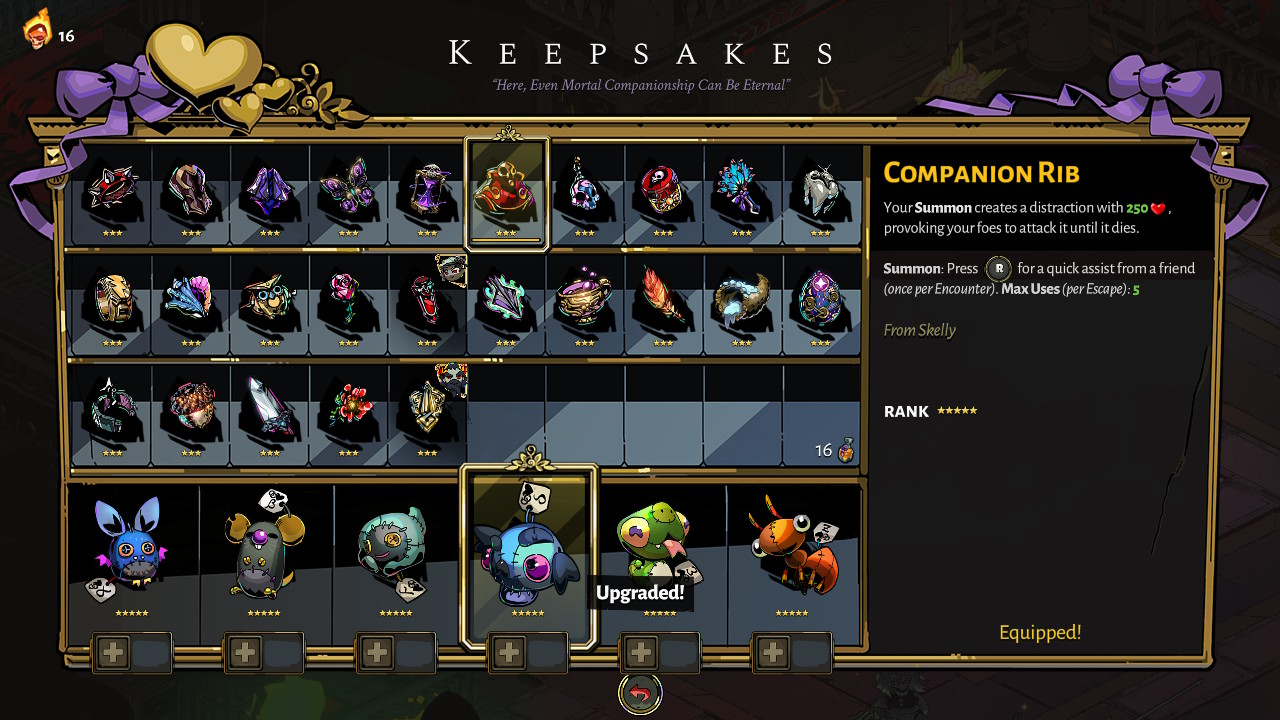 16
KEEPSAKES
"Here, Even Mortal Companionship Can Be Eternal"
COMPANION RIB
Your Summon creates a distraction with 250 ,
provoking your foes to attack it until it dies.
Summon: Press R for a quick assist from a friend
(once per Encounter). Max Uses (per Escape): 5
From Skelly
RANK
16
Upgraded!
Equipped!